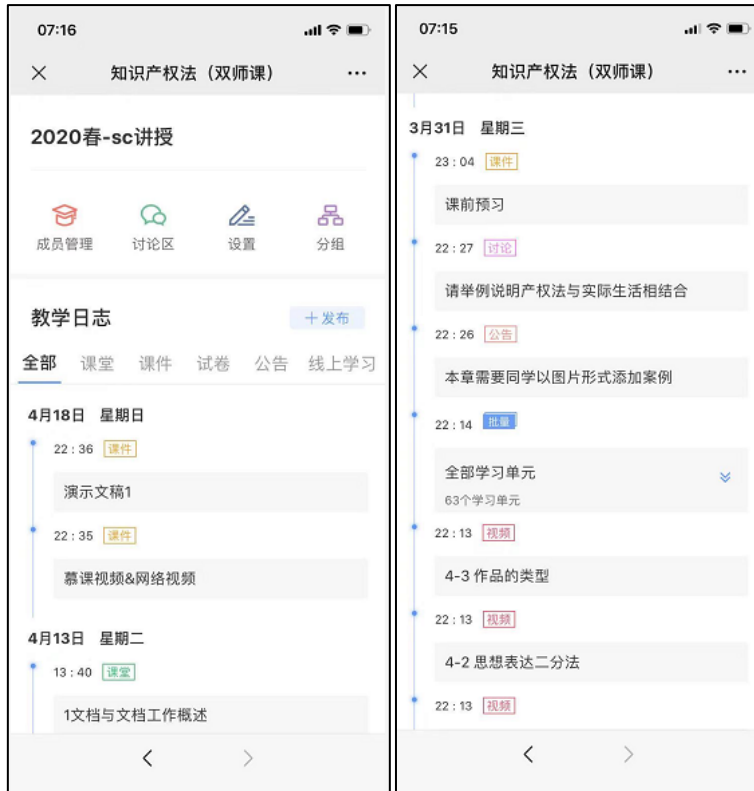 07:16
知识产权法（双师课）
2020春-sc讲授
成员管理 讨论区 设置 分组
教学日志 +发布
全部 课堂 课件 试卷 公告 线上学习
4月18日 星期日
22:36 课件
演示文稿1
22:35 课件
慕课视频&网络视频
4月13日 星期二
13:40 课堂
1文档与文档工作概述
07:15
知识产权法（双师课）
3月31日 星期三
23:04 课件
课前预习
22:27 讨论
请举例说明产权法与实际生活相结合
22:26 公告
本章需要同学以图片形式添加案例
22:14 批量
全部学习单元
63个学习单元
22:13 视频
4-3 作品的类型
22:13 视频
4-2 思想表达二分法
22:13 视频